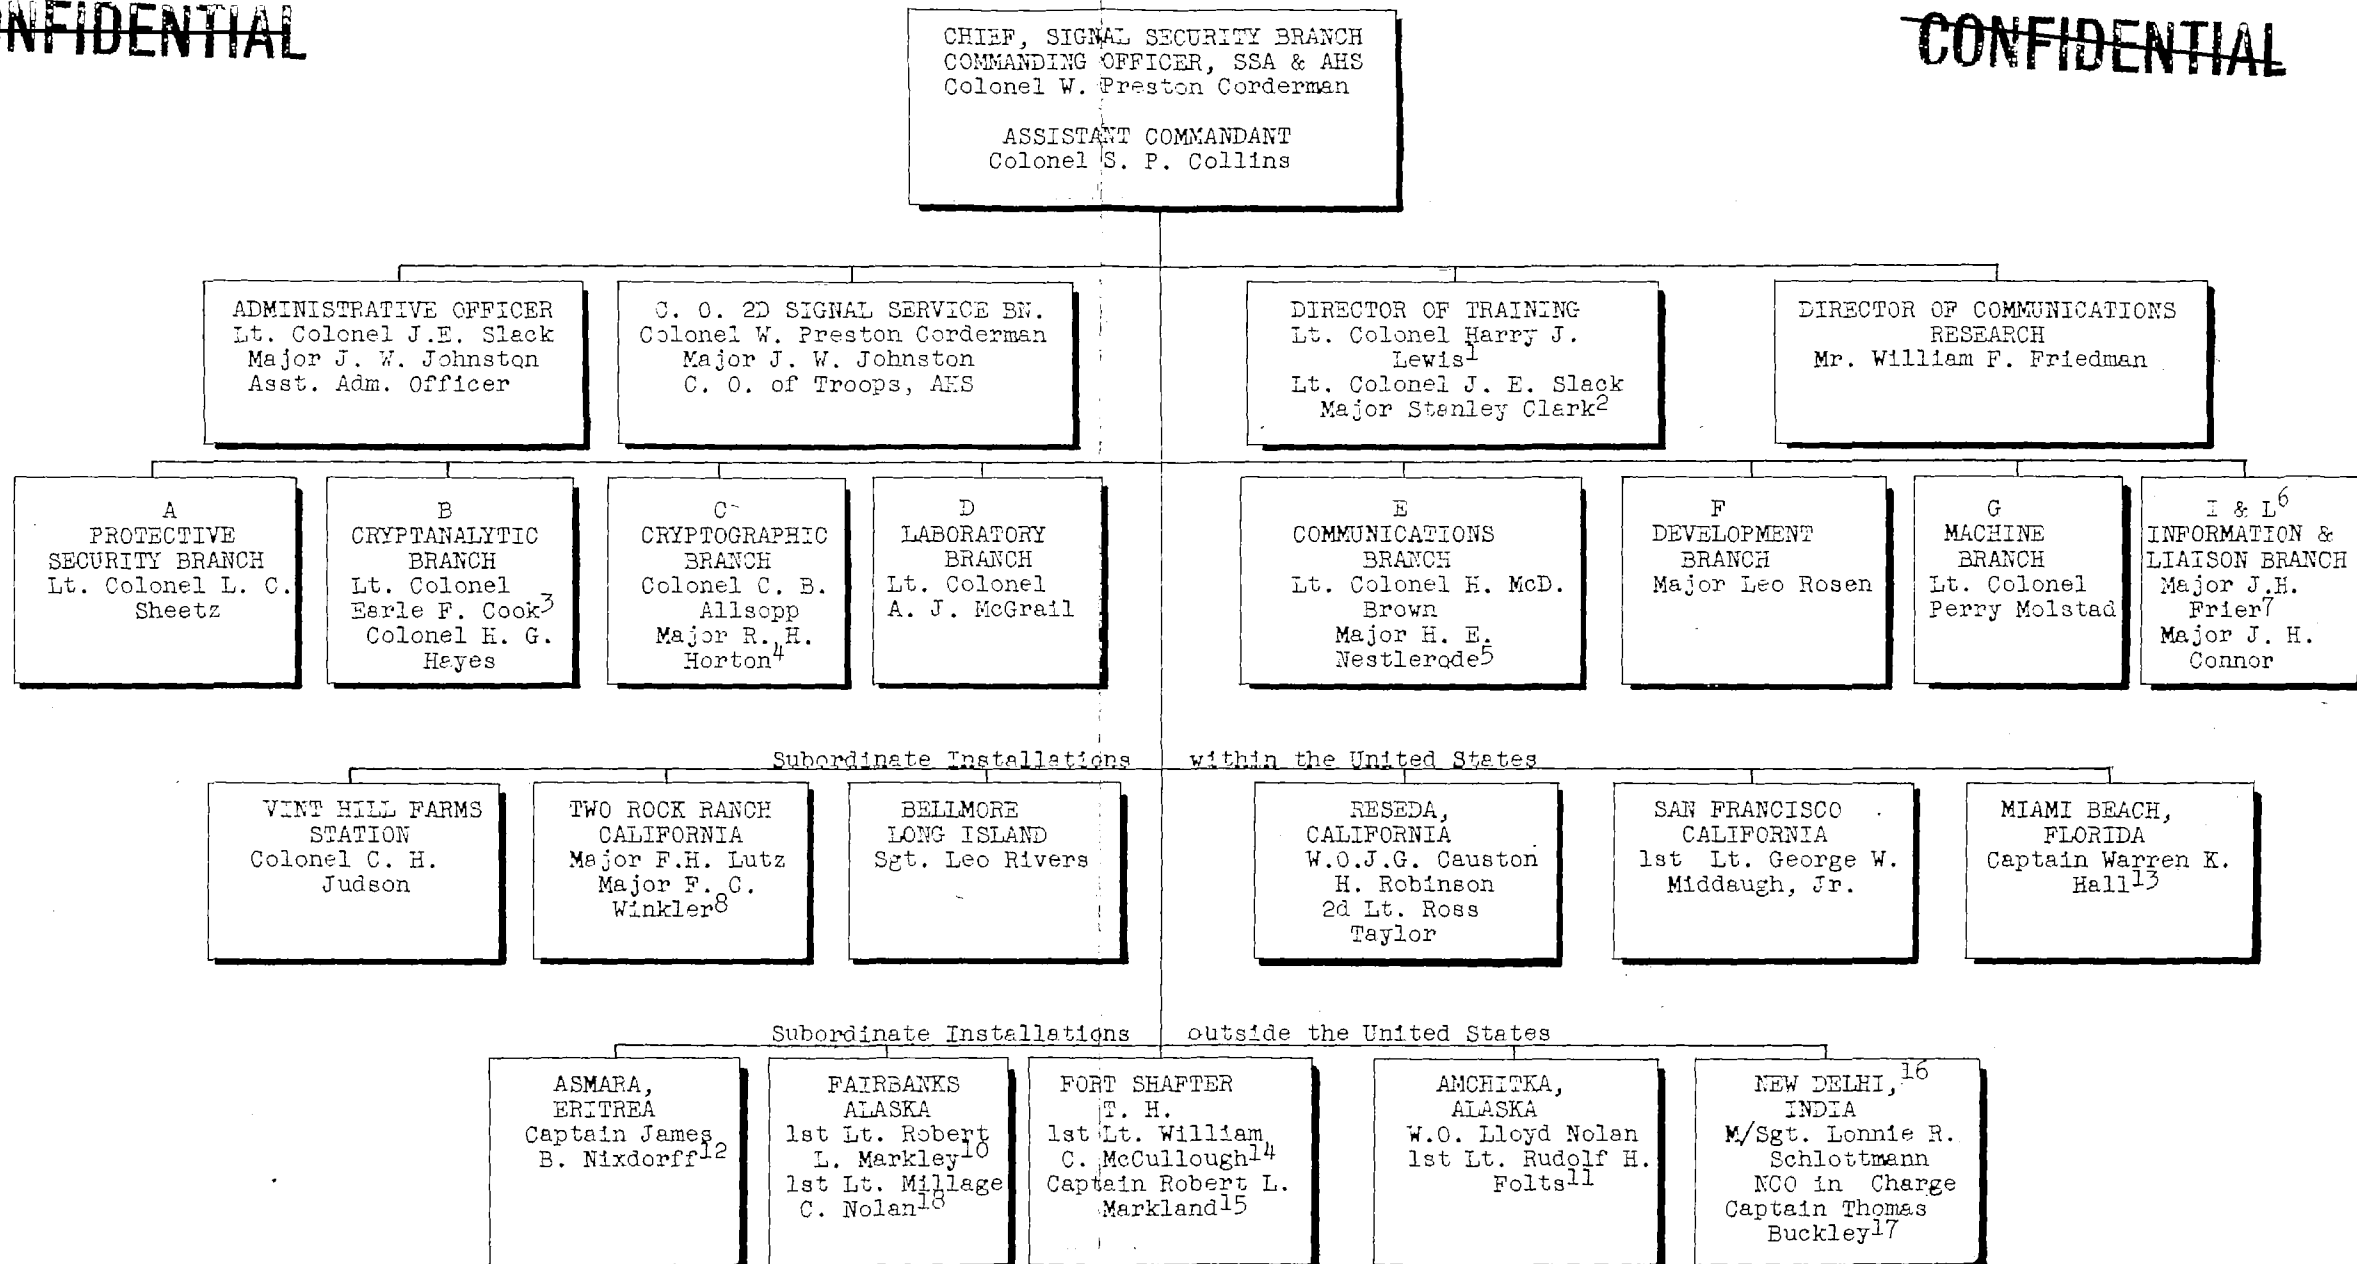 NFIDENTIAL
CONFIDENTIAL
CHIEF, SIGNAL SECURITY BRANCH
COMMANDING OFFICER, SSA & AHS
Colonel W. Preston Corderman
ASSISTANT COMMANDANT
Colonel S. P. Collins
ADMINISTRATIVE OFFICER
Lt. Colonel J.E. Slack
Major J. W. Johnston
Asst. Adm. Officer
C. O. 2D SIGNAL SERVICE BN.
Colonel W. Preston Corderman
Major J. W. Johnston
C. O. of Troops, AHS
DIRECTOR OF TRAINING
Lt. Colonel Harry J.
Lewis1
Lt. Colonel J. E. Slack
Major Stanley Clark2
DIRECTOR OF COMMUNICATIONS
RESEARCH
Mr. William F. Friedman
A
PROTECTIVE
SECURITY BRANCH
Lt. Colonel L. C.
Sheetz
B
CRYPTANALYTIC
BRANCH
Lt. Colonel
Earle F. Cook3
Colonel H. G.
Hayes
C
CRYPTOGRAPHIC
BRANCH
Colonel C. B.
Allsopp
Major R. H.
Horton4
D
LABORATORY
BRANCH
Lt. Colonel
A. J. McGrail
E
COMMUNICATIONS
BRANCH
Lt. Colonel H. McD.
Brown
Major H. E.
Nestlerode5
F
DEVELOPMENT
BRANCH
Major Leo Rosen
G
MACHINE
BRANCH
Lt. Colonel
Perry Molstad
I & L6
INFORMATION &
LIAISON BRANCH
Major J.H.
Frier7
Major J. H.
Connor
Subordinate Installations within the United States
VINT HILL FARMS
STATION
Colonel C. H.
Judson
TWO ROCK RANCH
CALIFORNIA
Major F.H. Lutz
Major F. C.
Winkler8
BELLMORE
LONG ISLAND
Sgt. Leo Rivers
RESEDA,
CALIFORNIA
W.O.J.G. Causton
H. Robinson
2d Lt. Ross
Taylor
SAN FRANCISCO
CALIFORNIA
1st Lt. George W.
Middaugh, Jr.
MIAMI BEACH,
FLORIDA
Captain Warren K.
Hall13
Subordinate Installations outside the United States
ASMARA,
ERITREA
Captain James
B. Nixdorff12
FAIRBANKS
ALASKA
1st Lt. Robert
L. Markley10
1st Lt. Millage
C. Nolan18
FORT SHAFTER
T. H.
1st Lt. William
C. McCullough14
Captain Robert L.
Markland15
AMCHITKA,
ALASKA
W.O. Lloyd Nolan
1st Lt. Rudolf H.
Folts11
NEW DELHI,16
INDIA
M/Sgt. Lonnie R.
Schlottmann
NCO in Charge
Captain Thomas
Buckley17